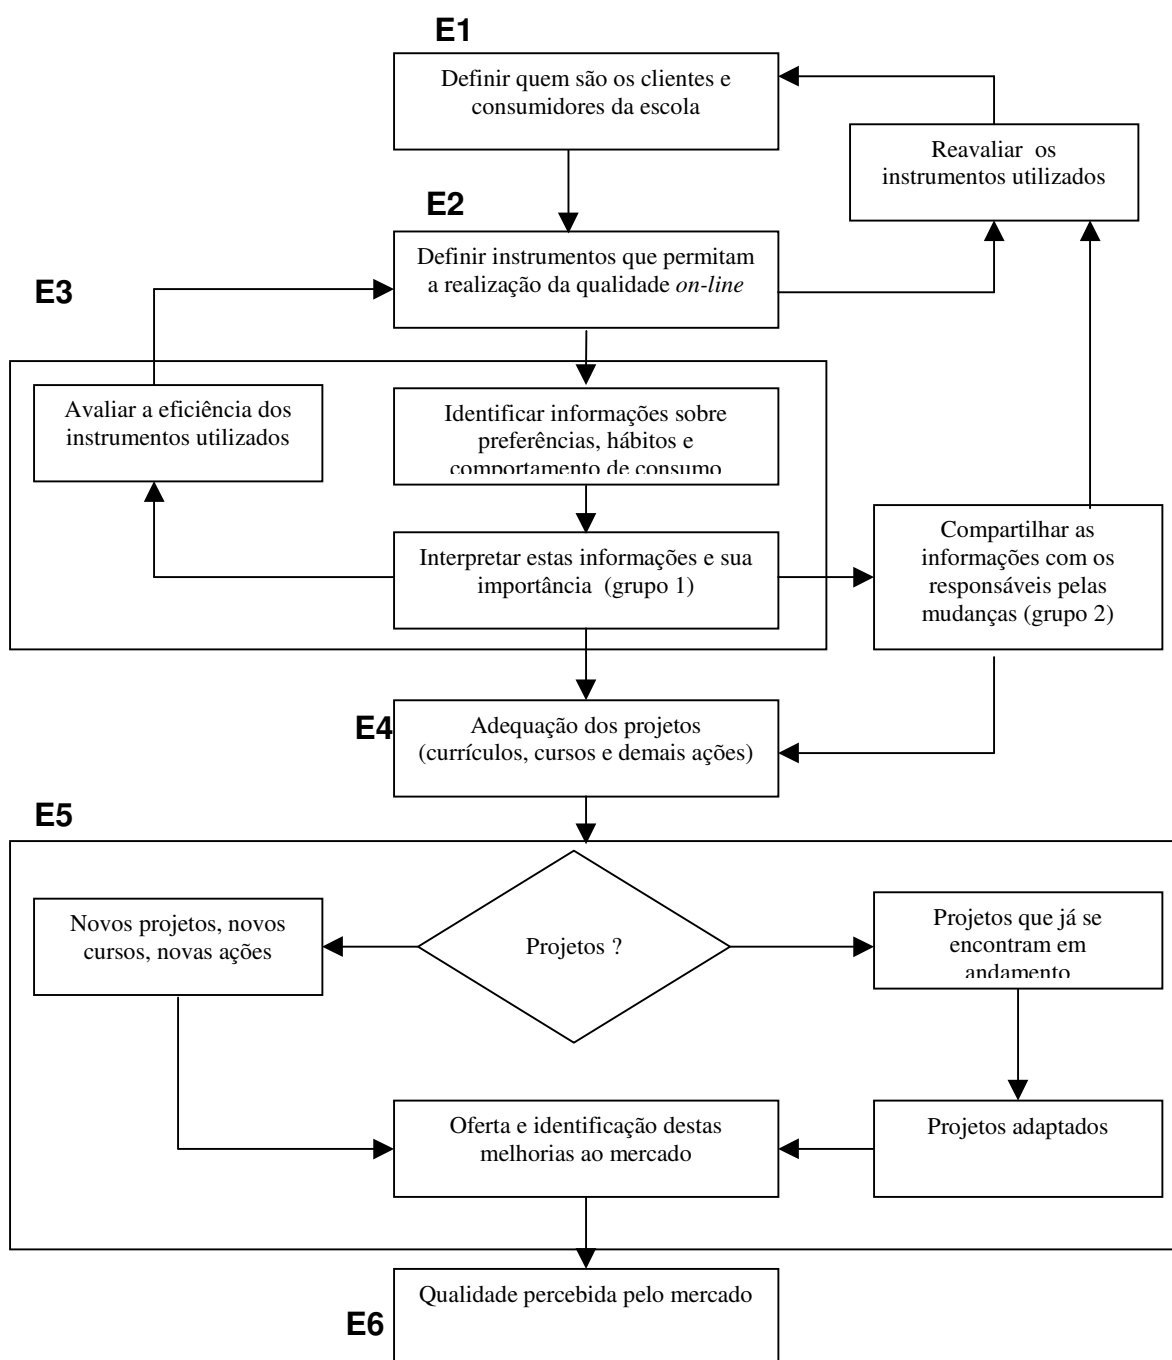 E1
Definir quem são os clientes e
consumidores da escola
Reavaliar os
instrumentos utilizados
E2
Definir instrumentos que permitam
a realização da qualidade on-line
E3
Avaliar a eficiência dos
instrumentos utilizados
Identificar informações sobre
preferências, hábitos e
comportamento de consumo
Interpretar estas informações e sua
importância (grupo 1)
Compartilhar as
informações com os
responsáveis pelas
mudanças (grupo 2)
E4
Adequação dos projetos
(currículos, cursos e demais ações)
E5
Novos projetos, novos
cursos, novas ações
Projetos ?
Projetos que já se
encontram em
andamento
Oferta e identificação destas
melhorias ao mercado
Projetos adaptados
Qualidade percebida pelo mercado
E6